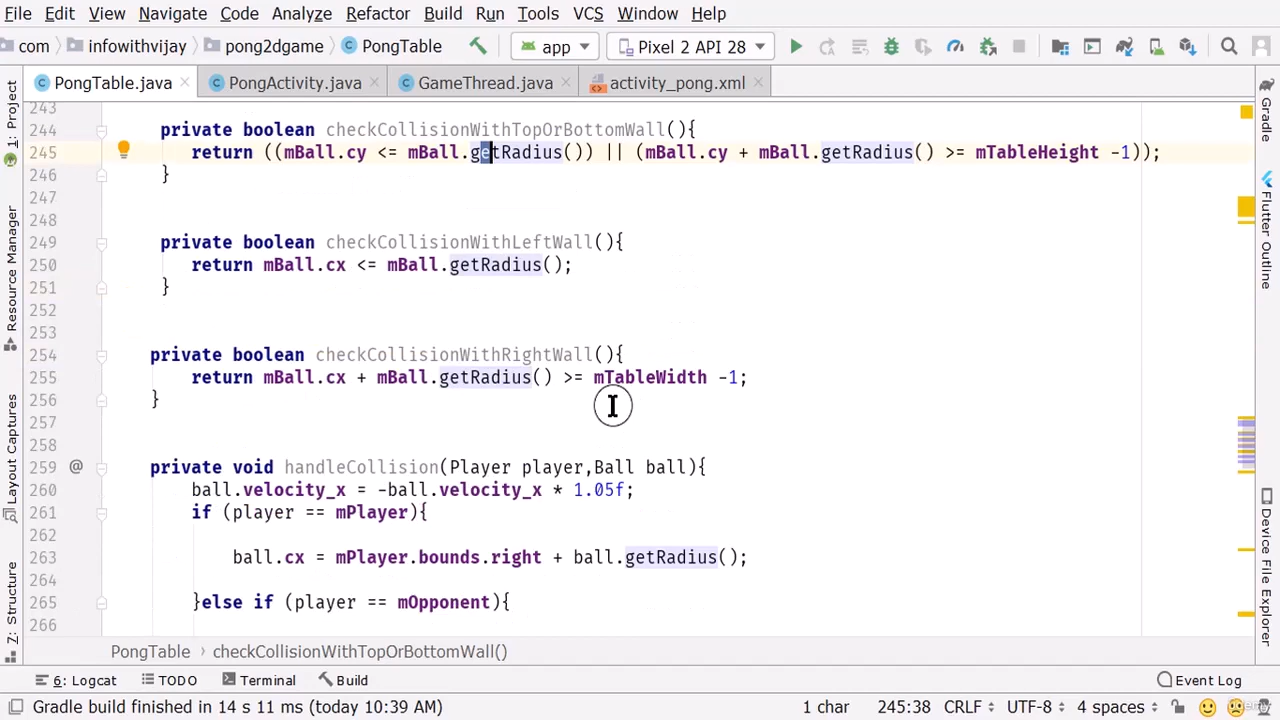 File Edit View Navigate Code Analyze Refactor Build Run Tools VCS Window Help
com infowithvijay pong2dgame PongTable app Pixel 2 API 28
PongTable.java PongActivity.java GameThread.java activity_pong.xml
1: Project
Resource Manager
Layout Captures
Z: Structure
243
244 private boolean checkCollisionWithTopOrBottomWall(){
245 return ((mBall.cy <= mBall.getRadius()) || (mBall.cy + mBall.getRadius() >= mTableHeight -1));
246 }
247
248
249 private boolean checkCollisionWithLeftWall(){
250 return mBall.cx <= mBall.getRadius();
251 }
252
253
254 private boolean checkCollisionWithRightWall(){
255 return mBall.cx + mBall.getRadius() >= mTableWidth -1;
256 }
257
258
259 private void handleCollision(Player player,Ball ball){
260 ball.velocity_x = -ball.velocity_x * 1.05f;
261 if (player == mPlayer){
262
263 ball.cx = mPlayer.bounds.right + ball.getRadius();
264
265 }else if (player == mOpponent){
266
Gradle
Flutter Outline
Device File Explorer
PongTable > checkCollisionWithTopOrBottomWall()
6: Logcat TODO Terminal Build Event Log
Gradle build finished in 14 s 11 ms (today 10:39 AM) 1 char 245:38 CRLF UTF-8 4 spaces